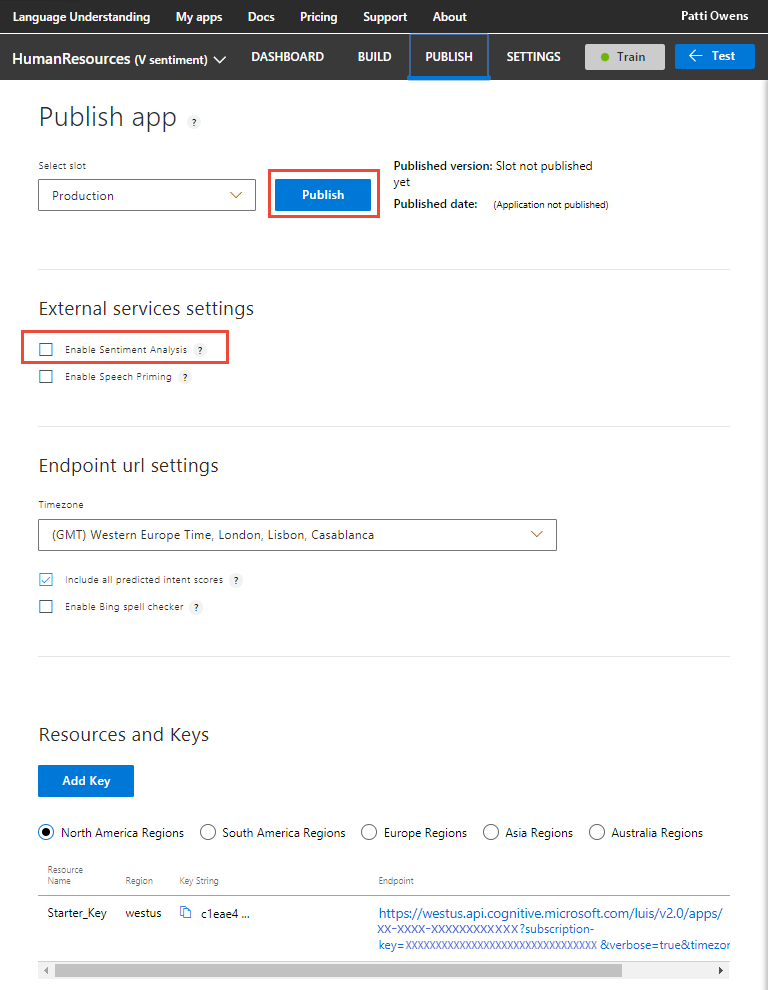 Language Understanding My apps Docs Pricing Support About Patti Owens
HumanResources (V sentiment) DASHBOARD BUILD PUBLISH SETTINGS Train Test
Publish app ?
Select slot
Production
Publish
Published version: Slot not published
yet
Published date: (Application not published)
External services settings
Enable Sentiment Analysis ?
Enable Speech Priming ?
Endpoint url settings
Timezone
(GMT) Western Europe Time, London, Lisbon, Casablanca
Include all predicted intent scores ?
Enable Bing spell checker ?
Resources and Keys
Add Key
North America Regions South America Regions Europe Regions Asia Regions Australia Regions
Resource
Name Region Key String Endpoint
Starter_Key westus c1eae4 ... https://westus.api.cognitive.microsoft.com/luis/v2.0/apps/
XX-XXXX-XXXXXXXXXXXX?subscription-
key=XXXXXXXXXXXXXXXXXXXXXXXXXXXXXXXX &verbose=true&timezor